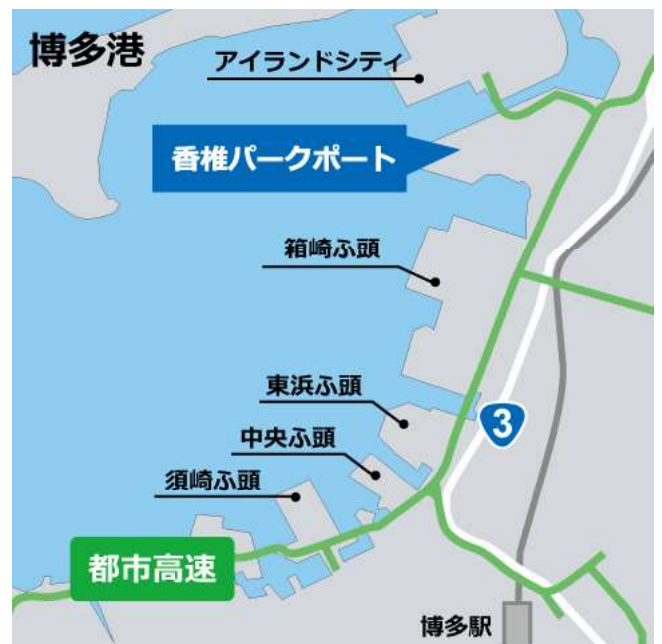 博多港
アイランドシティ
香椎パークポート
箱崎ふ頭
東浜ふ頭
3
中央ふ頭
須崎ふ頭
都市高速
博多駅